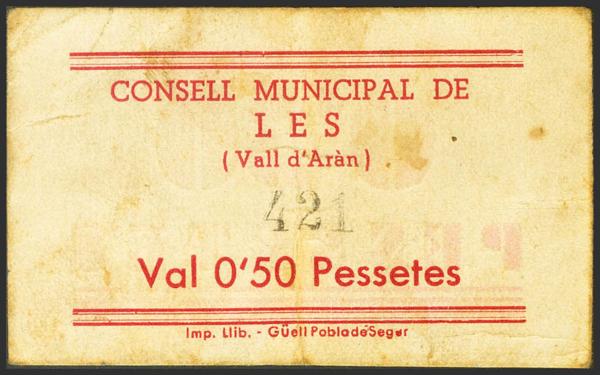 CONSELL MUNICIPAL DE
LES
(Vall d'Aràn)
421
Val 0'50 Pessetes
Imp. Llib. - Güell Pobla de Segur